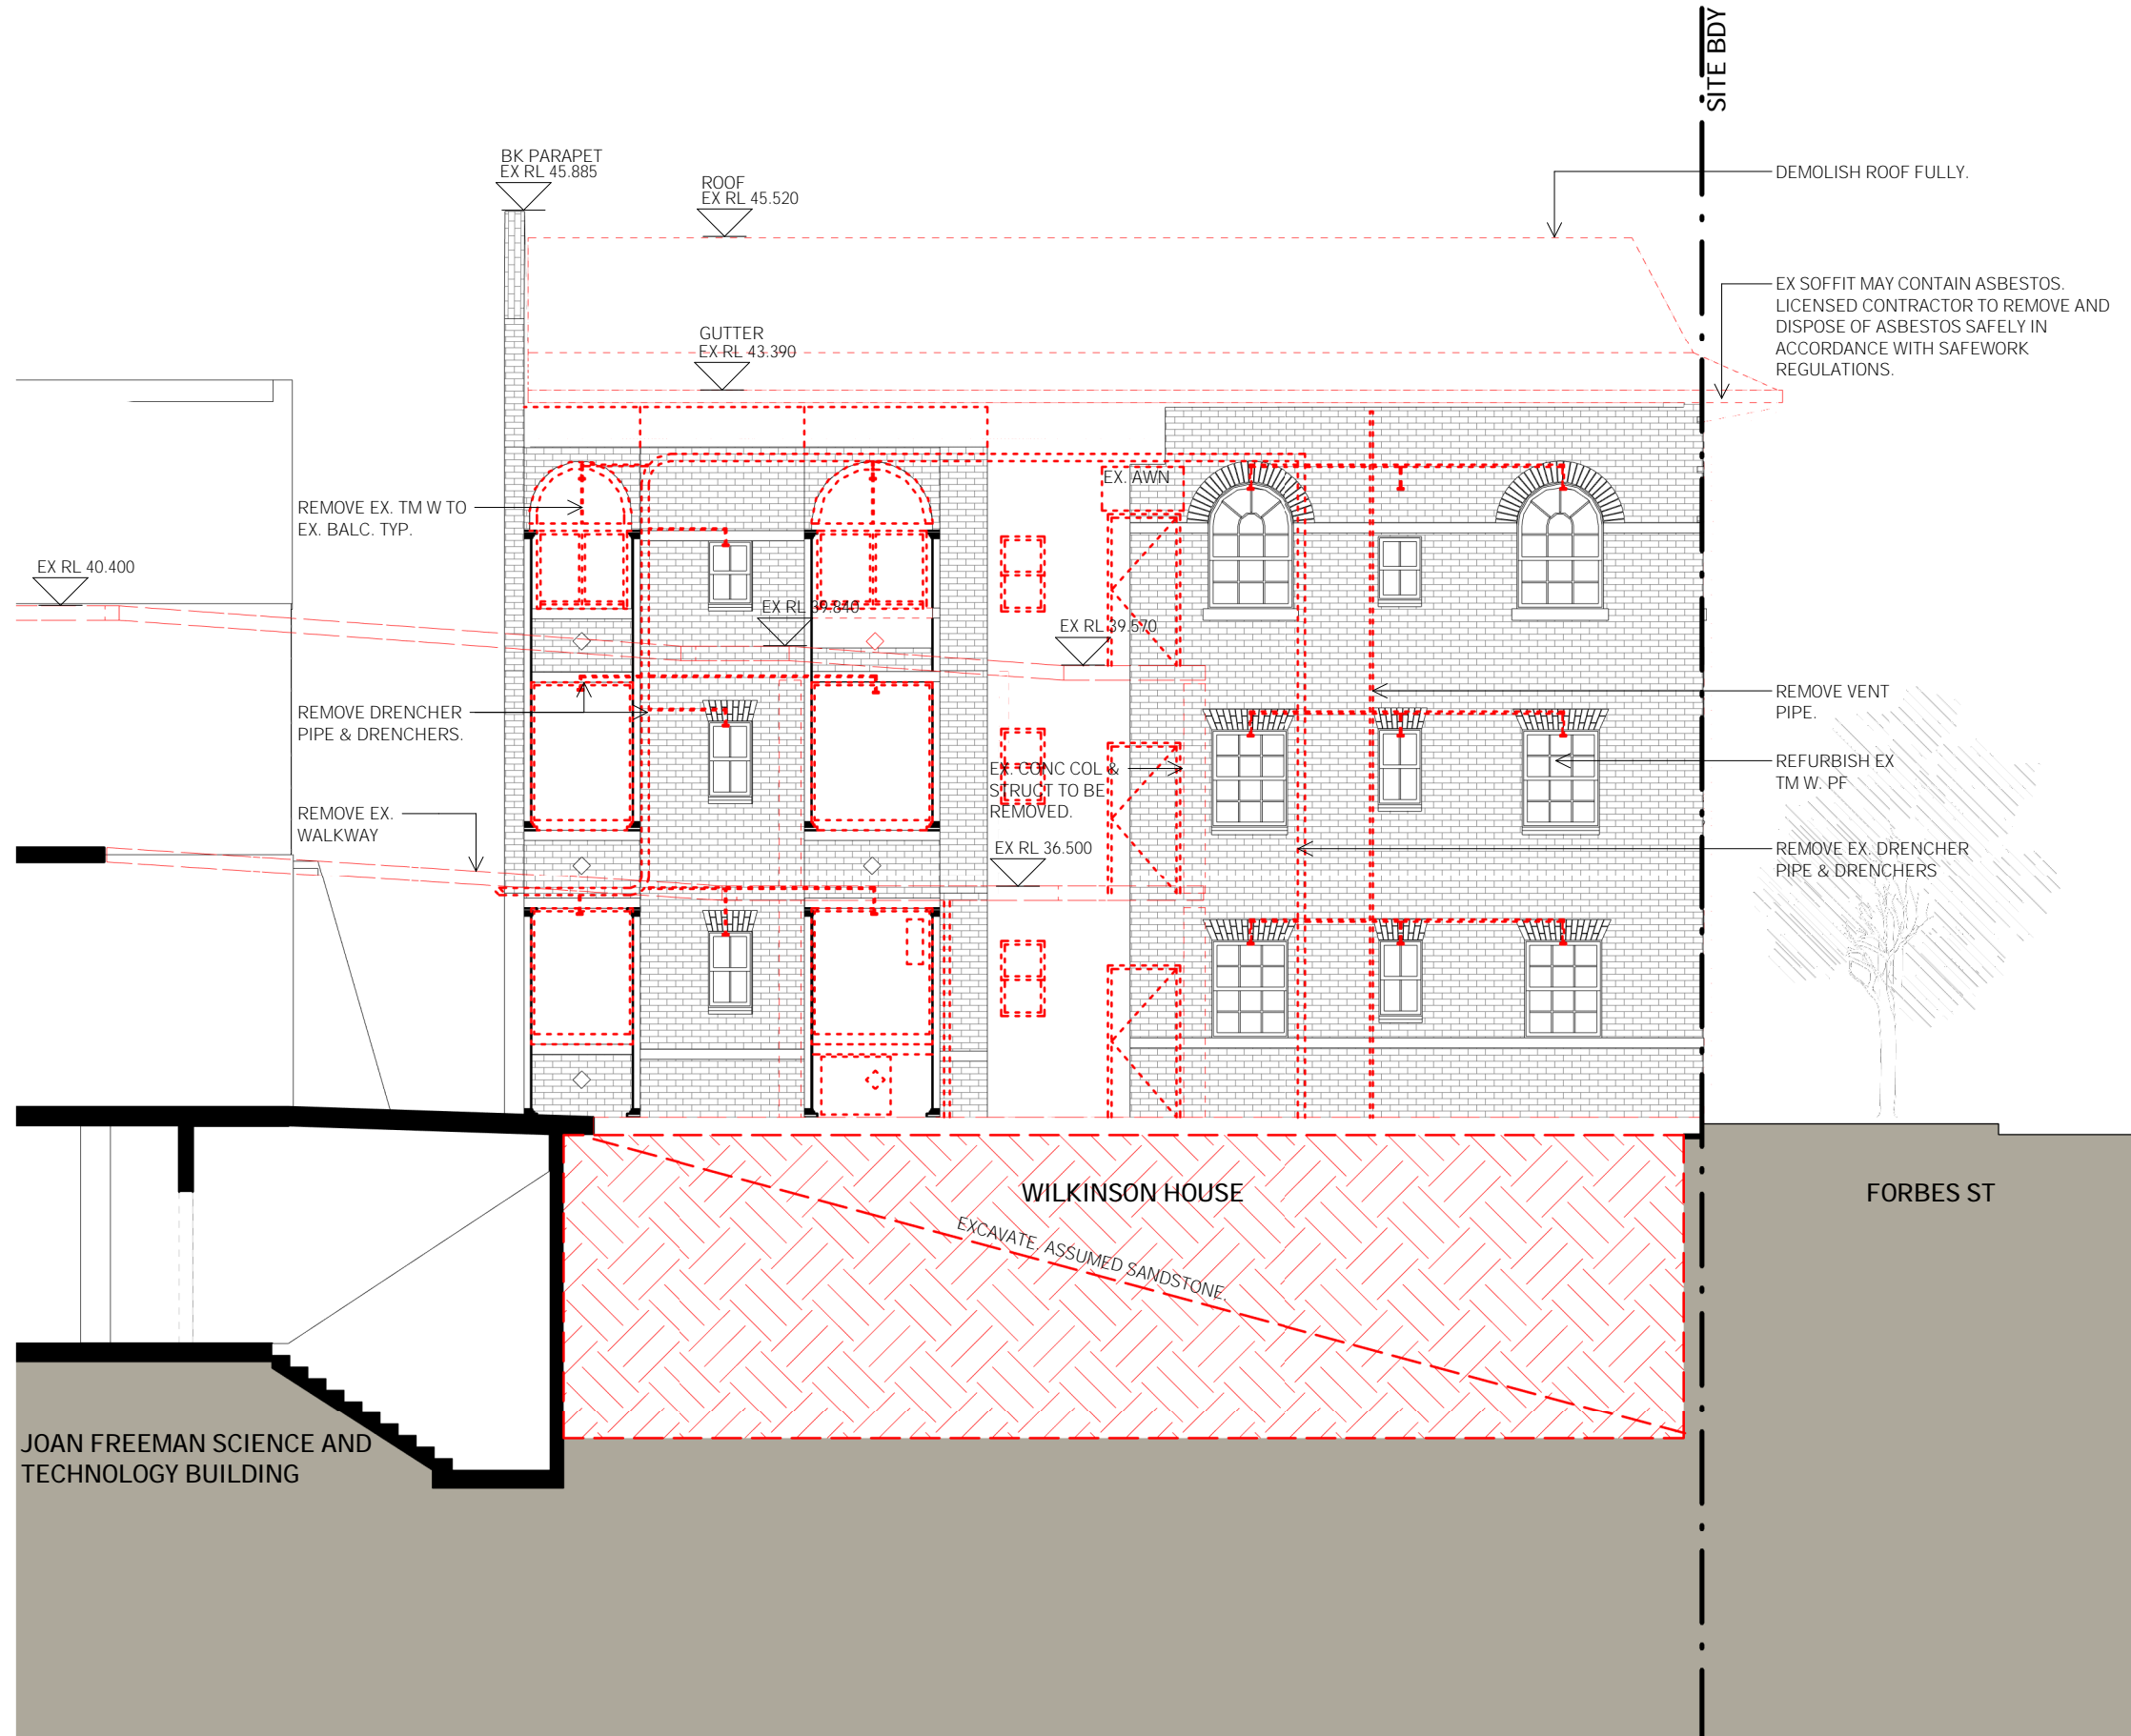 SITE BDY
BK PARAPET
EX RL 45.885
ROOF
EX RL 45.520
DEMOLISH ROOF FULLY.
EX SOFFIT MAY CONTAIN ASBESTOS.
LICENSED CONTRACTOR TO REMOVE AND
DISPOSE OF ASBESTOS SAFELY IN
ACCORDANCE WITH SAFEWORK
REGULATIONS.
GUTTER
EX RL 43.390
EX. AWN
REMOVE EX. TM W TO
EX. BALC. TYP.
EX RL 40.400
EX RL 39.840
EX RL 39.570
REMOVE DRENCHER
PIPE & DRENCHERS.
REMOVE VENT
PIPE.
EX. CONC COL &
STRUCT TO BE
REMOVED.
REFURBISH EX
TM W. PF
REMOVE EX.
WALKWAY
EX RL 36.500
REMOVE EX. DRENCHER
PIPE & DRENCHERS
WILKINSON HOUSE
FORBES ST
EXCAVATE. ASSUMED SANDSTONE.
JOAN FREEMAN SCIENCE AND
TECHNOLOGY BUILDING